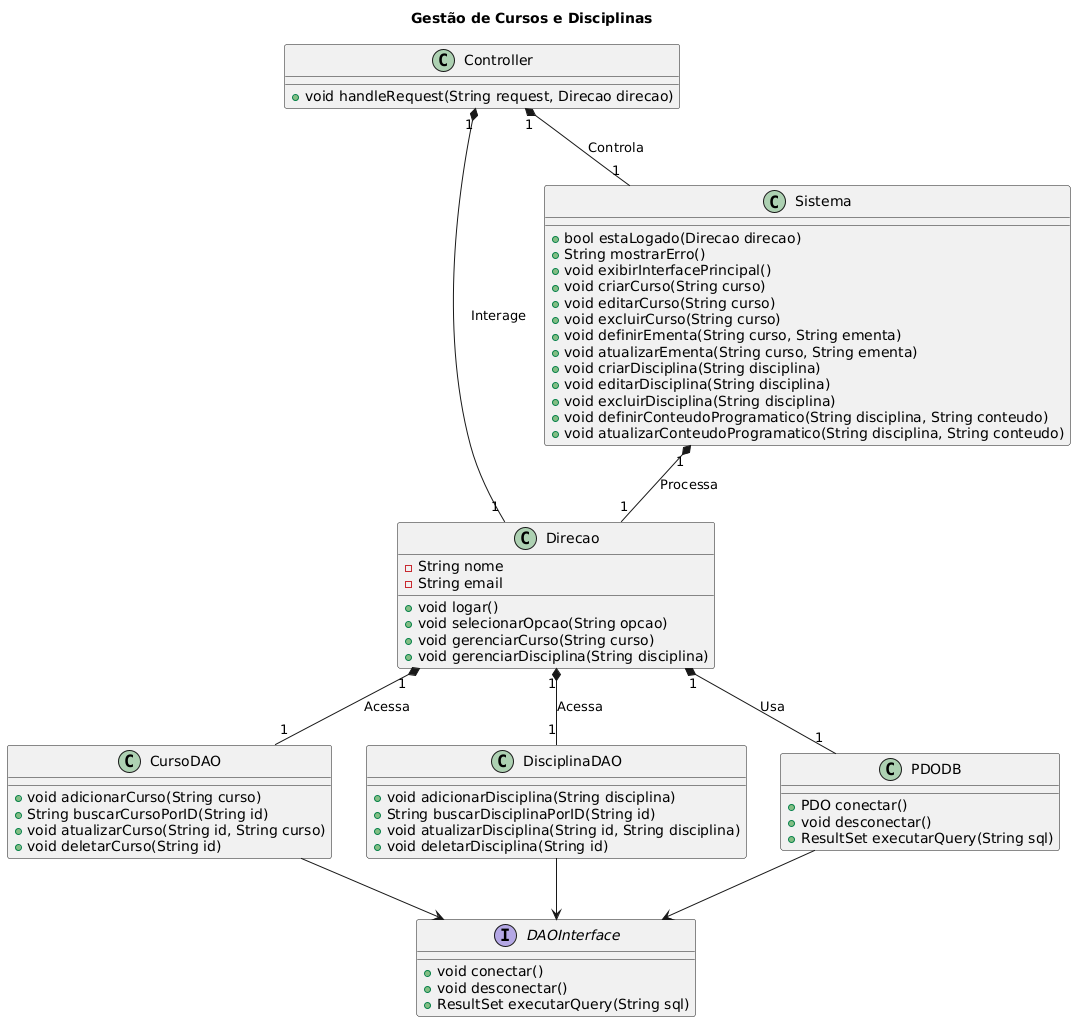 Gestão de Cursos e Disciplinas
C Controller
void handleRequest(String request, Direcao direcao)
1
1
Controla
1
C Sistema
bool estaLogado(Direcao direcao)
String mostrarErro()
void exibirInterfacePrincipal()
void criarCurso(String curso)
void editarCurso(String curso)
void excluirCurso(String curso)
void definirEmenta(String curso, String ementa)
void atualizarEmenta(String curso, String ementa)
void criarDisciplina(String disciplina)
void editarDisciplina(String disciplina)
void excluirDisciplina(String disciplina)
void definirConteudoProgramatico(String disciplina, String conteudo)
void atualizarConteudoProgramatico(String disciplina, String conteudo)
Interage
1
Processa
1
1
C Direcao
String nome
String email
void logar()
void selecionarOpcao(String opcao)
void gerenciarCurso(String curso)
void gerenciarDisciplina(String disciplina)
1
1
1
Acessa
Acessa
Usa
1
1
1
C CursoDAO
void adicionarCurso(String curso)
String buscarCursoPorID(String id)
void atualizarCurso(String id, String curso)
void deletarCurso(String id)
C DisciplinaDAO
void adicionarDisciplina(String disciplina)
String buscarDisciplinaPorID(String id)
void atualizarDisciplina(String id, String disciplina)
void deletarDisciplina(String id)
C PDODB
PDO conectar()
void desconectar()
ResultSet executarQuery(String sql)
I DAOInterface
void conectar()
void desconectar()
ResultSet executarQuery(String sql)